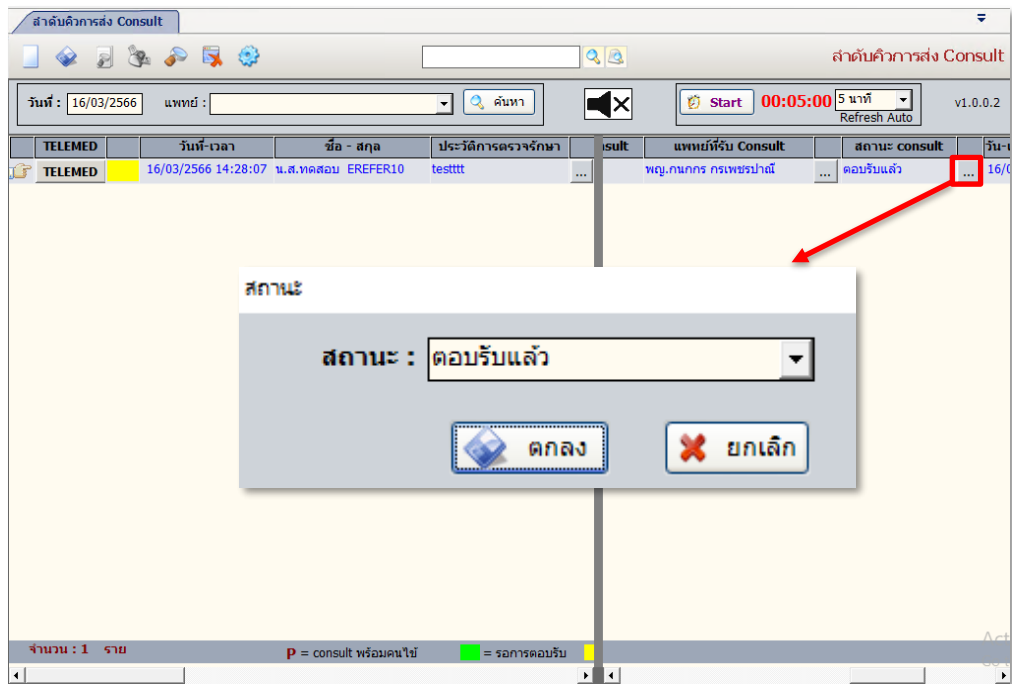 ลำดับคิวการส่ง Consult
ลำดับคิวการส่ง Consult
วันที่ : 16/03/2566 แพทย์ : ค้นหา Start 00:05:00 5 นาที v1.0.0.2
Refresh Auto
TELEMED วันที่-เวลา ชื่อ - สกุล ประวัติการตรวจรักษา nsult แพทย์ที่รับ Consult สถานะ consult วัน-เ
TELEMED 16/03/2566 14:28:07 น.ส.ทดสอบ EREFER10 testttt ... พญ.กนกกร กรเพชรปาณี ... ตอบรับแล้ว ... 16/0
สถานะ
สถานะ : ตอบรับแล้ว
ตกลง ยกเลิก
จำนวน : 1 ราย P = consult พร้อมคนไข้ = รอการตอบรับ